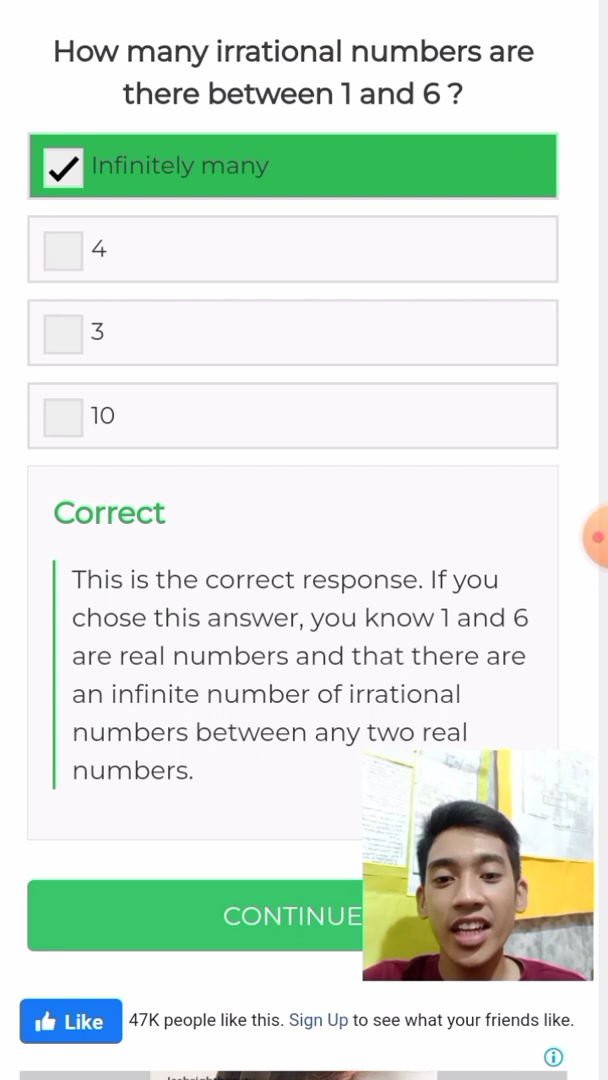 How many irrational numbers are
there between 1 and 6 ?
Infinitely many
4
3
10
Correct
This is the correct response. If you
chose this answer, you know 1 and 6
are real numbers and that there are
an infinite number of irrational
numbers between any two real
numbers.
CONTINUE
Like 47K people like this. Sign Up to see what your friends like.